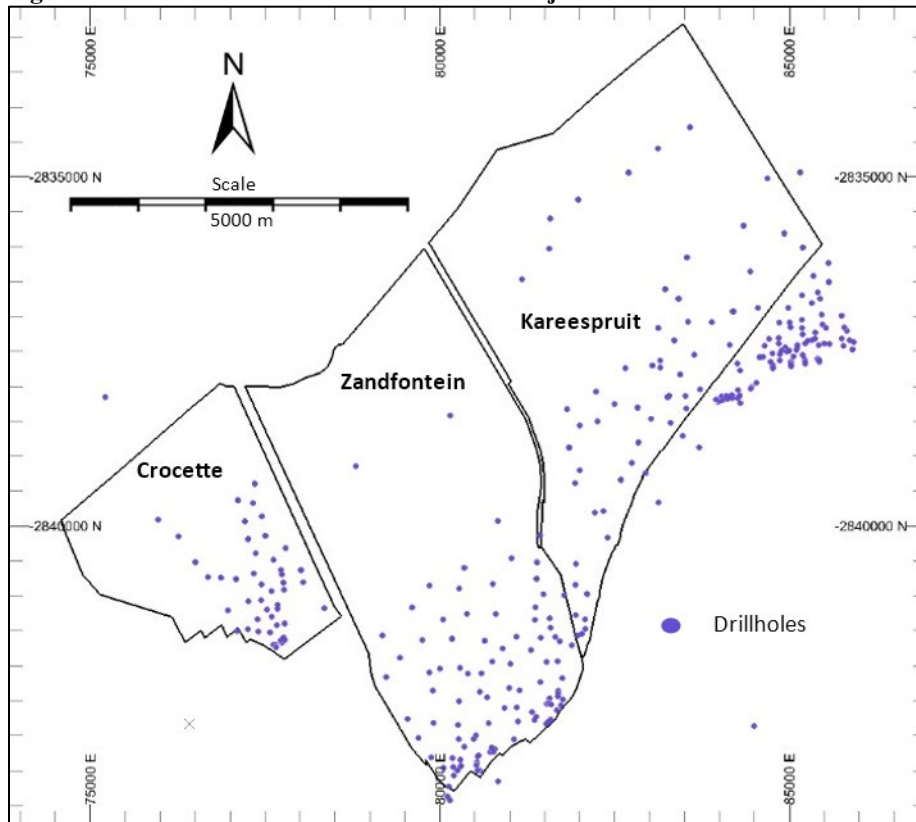 75000 E
80000 E
85000 E
N
-2835000 N
-2835000 N
Scale
5000 m
Kareespruit
Zandfontein
Crocette
-2840000 N
-2840000 N
Drillholes
75000 E
80000 E
85000 E